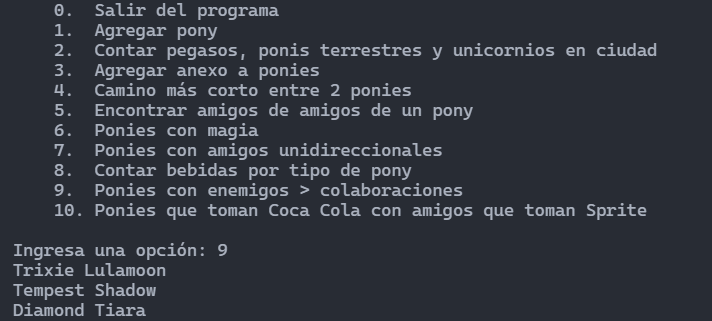 0. Salir del programa
1. Agregar pony
2. Contar pegasos, ponis terrestres y unicornios en ciudad
3. Agregar anexo a ponies
4. Camino más corto entre 2 ponies
5. Encontrar amigos de amigos de un pony
6. Ponies con magia
7. Ponies con amigos unidireccionales
8. Contar bebidas por tipo de pony
9. Ponies con enemigos > colaboraciones
10. Ponies que toman Coca Cola con amigos que toman Sprite
Ingresa una opción: 9
Trixie Lulamoon
Tempest Shadow
Diamond Tiara